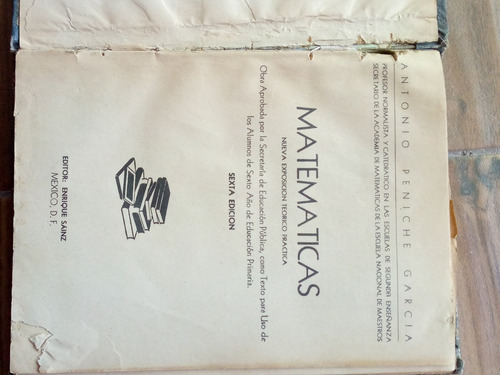 ANTONIO PENICHE GARCIA
PROFESOR NORMALISTA Y CATEDRATICO EN LAS ESCUELAS DE SEGUNDA ENSEÑANZA
SECRETARIO DE LA ACADEMIA DE MATEMATICAS DE LA ESCUELA NACIONAL DE MAESTROS
MATEMATICAS
NUEVA EXPOSICION TEORICO PRACTICA
Obra Aprobada por la Secretaría de Educación Pública, como Texto para Uso de
los Alumnos de Sexto Año de Educación Primaria.
SEXTA EDICION
EDITOR: ENRIQUE SAINZ
MEXICO, D. F.